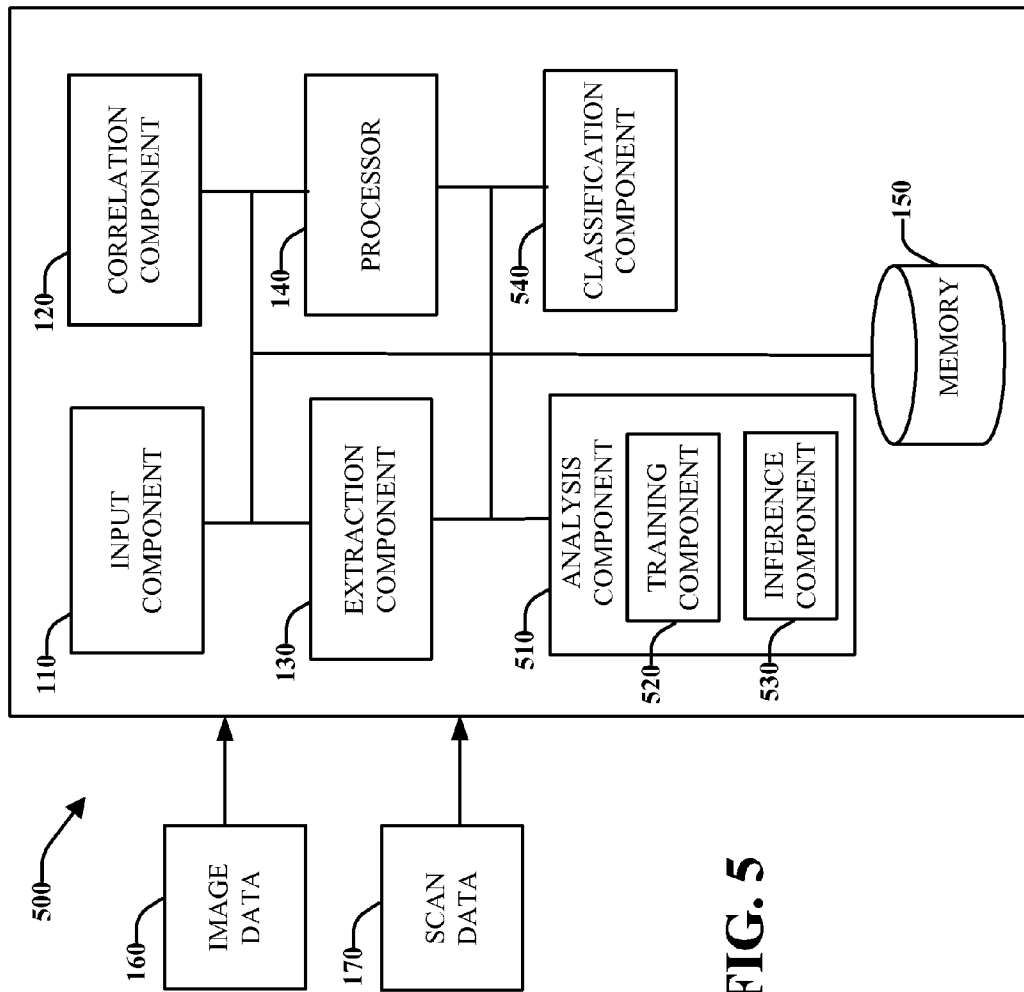 500
160
IMAGE
DATA
170
SCAN
DATA
110
INPUT
COMPONENT
120
CORRELATION
COMPONENT
130
EXTRACTION
COMPONENT
140
PROCESSOR
510
ANALYSIS
COMPONENT
520
TRAINING
COMPONENT
530
INFERENCE
COMPONENT
540
CLASSIFICATION
COMPONENT
150
MEMORY
FIG. 5